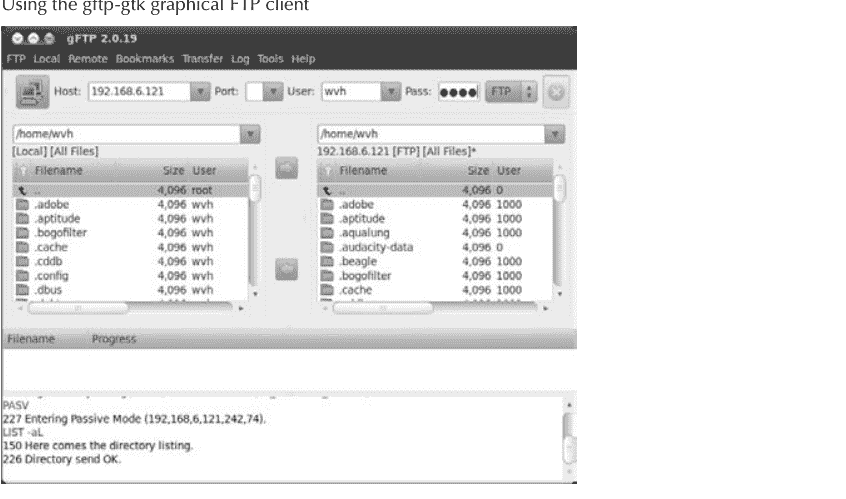 Using the gftp-gtk graphical FTP client
gFTP 2.0.19
FTP Local Remote Bookmarks Transfer Log Tools Help
Host: 192.168.6.121 Port: User: wvh Pass: ●●●● FTP
/home/wvh
[Local] [All Files]
Filename Size User
.. 4,096 root
.adobe 4,096 wvh
.aptitude 4,096 wvh
.bogofilter 4,096 wvh
.cache 4,096 wvh
.cddb 4,096 wvh
.config 4,096 wvh
.dbus 4,096 wvh
/home/wvh
192.168.6.121 [FTP] [All Files]*
Filename Size User
.. 4,096 0
.adobe 4,096 1000
.aptitude 4,096 1000
.aqualung 4,096 1000
.audacity-data 4,096 0
.beagle 4,096 1000
.bogofilter 4,096 1000
.cache 4,096 1000
Filename Progress
PASV
227 Entering Passive Mode (192,168,6,121,242,74).
LIST -aL
150 Here comes the directory listing.
226 Directory send OK.